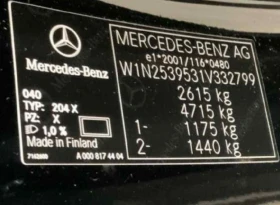 MERCEDES-BENZ AG
e1*2001/116*0480
W1N2539531V332799
2615 kg
4715 kg
1- 1175 kg
2- 1440 kg
Mercedes-Benz
040
TYP: 204 X
PZ: X
1,0 %
Made in Finland
A 000 817 44 04